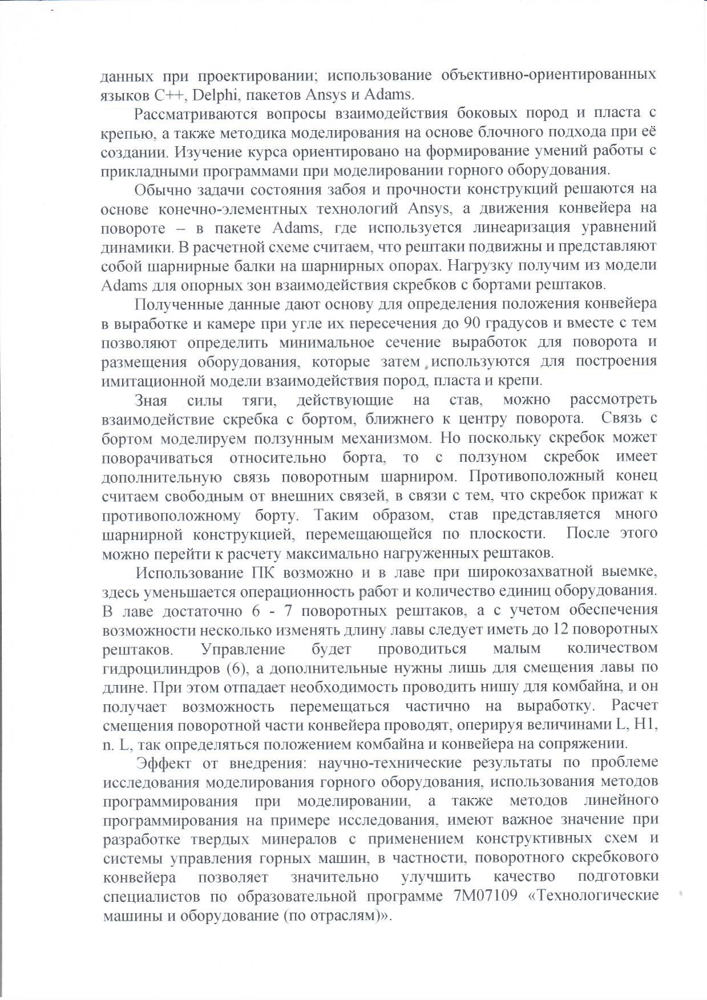 данных при проектировании; использование объективно-ориентированных
языков С++, Delphi, пакетов Ansys и Adams.
Рассматриваются вопросы взаимодействия боковых пород и пласта с
крепью, а также методика моделирования на основе блочного подхода при её
создании. Изучение курса ориентировано на формирование умений работы с
прикладными программами при моделировании горного оборудования.
Обычно задачи состояния забоя и прочности конструкций решаются на
основе конечно-элементных технологий Ansys, а движения конвейера на
повороте – в пакете Adams, где используется линеаризация уравнений
динамики. В расчетной схеме считаем, что рештаки подвижны и представляют
собой шарнирные балки на шарнирных опорах. Нагрузку получим из модели
Adams для опорных зон взаимодействия скребков с бортами рештаков.
Полученные данные дают основу для определения положения конвейера
в выработке и камере при угле их пересечения до 90 градусов и вместе с тем
позволяют определить минимальное сечение выработок для поворота и
размещения оборудования, которые затем используются для построения
имитационной модели взаимодействия пород, пласта и крепи.
Зная силы тяги, действующие на став, можно рассмотреть
взаимодействие скребка с бортом, ближнего к центру поворота. Связь с
бортом моделируем ползунным механизмом. Но поскольку скребок может
поворачиваться относительно борта, то с ползуном скребок имеет
дополнительную связь поворотным шарниром. Противоположный конец
считаем свободным от внешних связей, в связи с тем, что скребок прижат к
противоположному борту. Таким образом, став представляется много
шарнирной конструкцией, перемещающейся по плоскости. После этого
можно перейти к расчету максимально нагруженных рештаков.
Использование ПК возможно и в лаве при широкозахватной выемке,
здесь уменьшается операционность работ и количество единиц оборудования.
В лаве достаточно 6 - 7 поворотных рештаков, а с учетом обеспечения
возможности несколько изменять длину лавы следует иметь до 12 поворотных
рештаков. Управление будет проводиться малым количеством
гидроцилиндров (6), а дополнительные нужны лишь для смещения лавы по
длине. При этом отпадает необходимость проводить нишу для комбайна, и он
получает возможность перемещаться частично на выработку. Расчет
смещения поворотной части конвейера проводят, оперируя величинами L, H1,
n. L, так определяться положением комбайна и конвейера на сопряжении.
Эффект от внедрения: научно-технические результаты по проблеме
исследования моделирования горного оборудования, использования методов
программирования при моделировании, а также методов линейного
программирования на примере исследования, имеют важное значение при
разработке твердых минералов с применением конструктивных схем и
системы управления горных машин, в частности, поворотного скребкового
конвейера позволяет значительно улучшить качество подготовки
специалистов по образовательной программе 7М07109 «Технологические
машины и оборудование (по отраслям)».